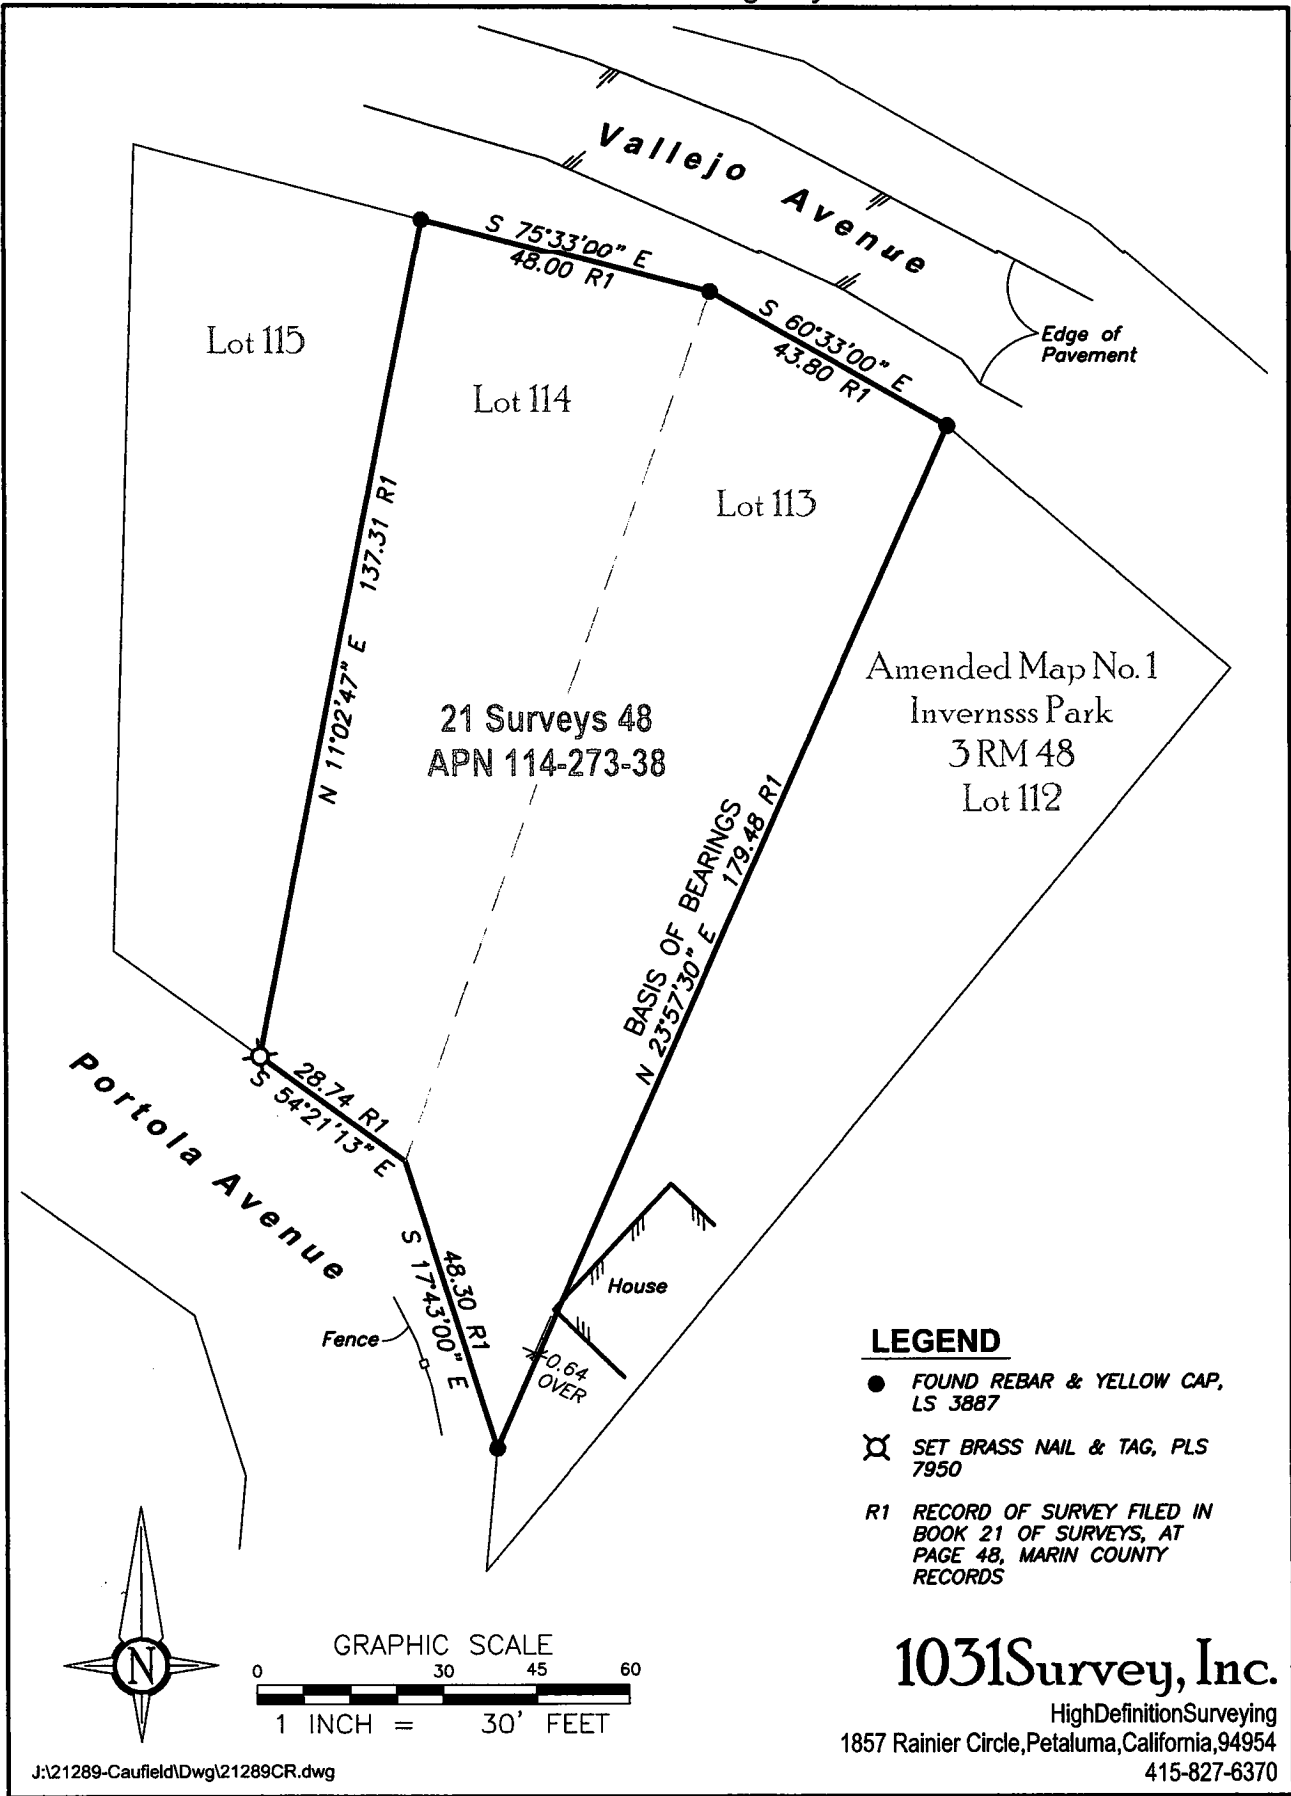 Vallejo Avenue
S 75°33'00" E
48.00 R1
S 60°33'00" E
43.80 R1
Edge of
Pavement
Lot 115
Lot 114
Lot 113
137.31 R1
N 11°02'47" E
21 Surveys 48
APN 114-273-38
Amended Map No. 1
Invernsss Park
3 RM 48
Lot 112
BASIS OF BEARINGS
N 23°57'30" E 179.48 R1
Portola Avenue
28.74 R1
S 54°21'13" E
48.30 R1
S 17°43'00" E
Fence
House
0.64
OVER
LEGEND
FOUND REBAR & YELLOW CAP,
LS 3887
SET BRASS NAIL & TAG, PLS
7950
R1 RECORD OF SURVEY FILED IN
BOOK 21 OF SURVEYS, AT
PAGE 48, MARIN COUNTY
RECORDS
N
GRAPHIC SCALE
0 30 45 60
1 INCH = 30' FEET
1031Survey, Inc.
HighDefinitionSurveying
1857 Rainier Circle,Petaluma,California,94954
415-827-6370
J:\21289-Caufield\Dwg\21289CR.dwg